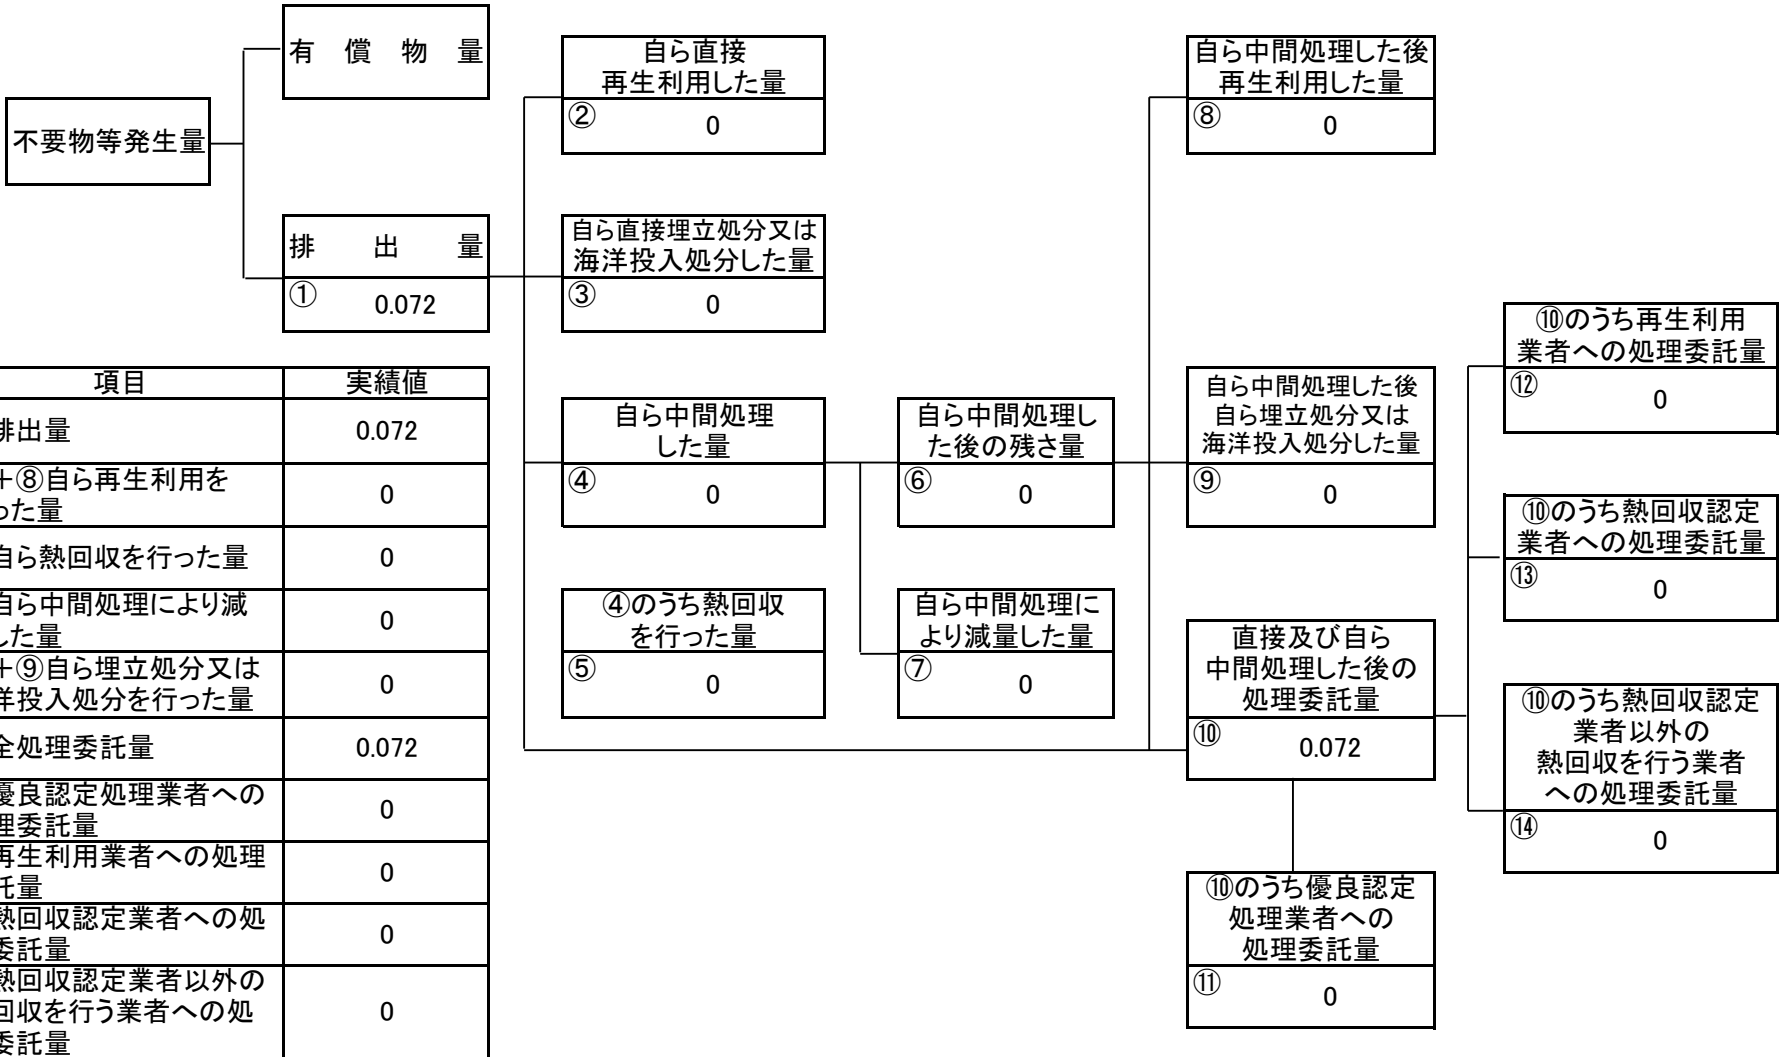 有償物量
不要物等発生量
排出量
① 0.072
自ら直接
再生利用した量
② 0
自ら直接埋立処分又は
海洋投入処分した量
③ 0
自ら中間処理
した量
④ 0
④のうち熱回収
を行った量
⑤ 0
自ら中間処理し
た後の残さ量
⑥ 0
自ら中間処理に
より減量した量
⑦ 0
自ら中間処理した後
再生利用した量
⑧ 0
自ら中間処理した後
自ら埋立処分又は
海洋投入処分した量
⑨ 0
直接及び自ら
中間処理した後の
処理委託量
⑩ 0.072
⑩のうち優良認定
処理業者への
処理委託量
⑪ 0
⑩のうち再生利用
業者への処理委託量
⑫ 0
⑩のうち熱回収認定
業者への処理委託量
⑬ 0
⑩のうち熱回収認定
業者以外の
熱回収を行う業者
への処理委託量
⑭ 0
項目 実績値
排出量 0.072
+⑧自ら再生利用を
った量 0
自ら熱回収を行った量 0
自ら中間処理により減
した量 0
+⑨自ら埋立処分又は
洋投入処分を行った量 0
全処理委託量 0.072
優良認定処理業者への
理委託量 0
再生利用業者への処理
託量 0
熱回収認定業者への処
委託量 0
熱回収認定業者以外の
回収を行う業者への処
委託量 0